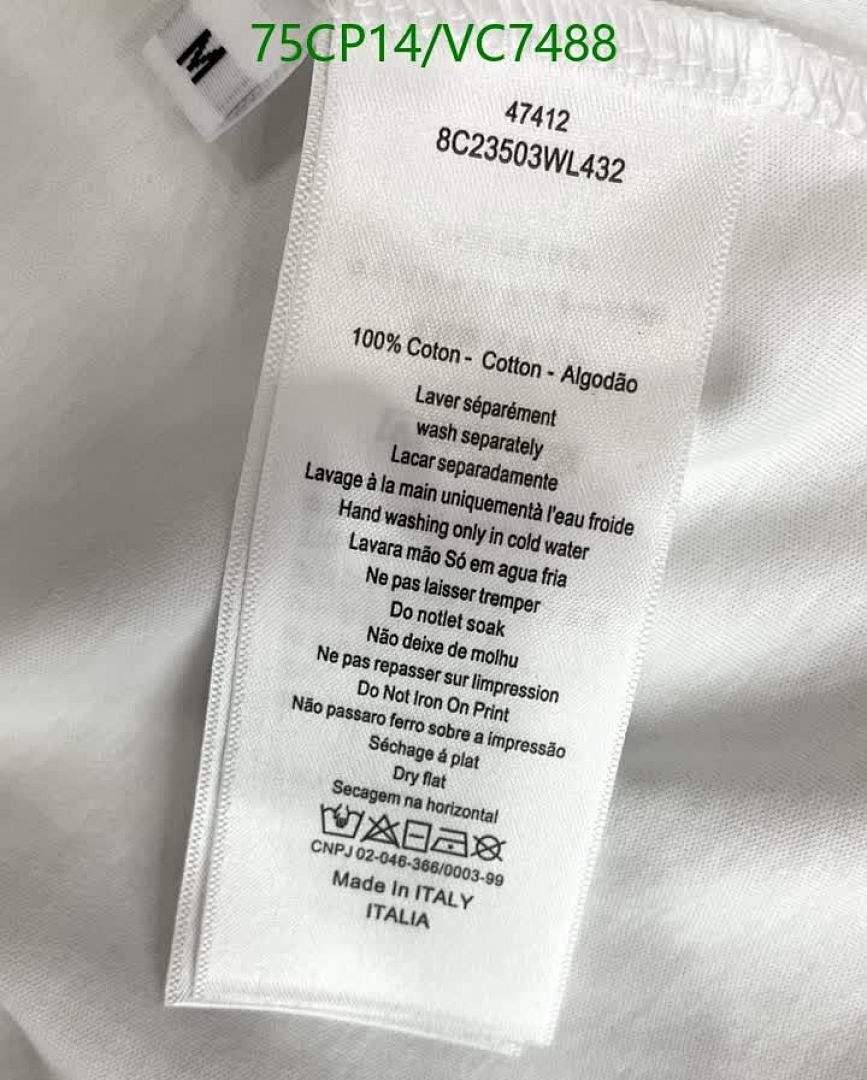 75CP14/VC7488
M
47412
8C23503WL432
100% Coton - Cotton - Algodão
Laver séparément
wash separately
Lacar separadamente
Lavage à la main uniquementà l'eau froide
Hand washing only in cold water
Lavara mão Só em agua fria
Ne pas laisser tremper
Do notlet soak
Não deixe de molhu
Ne pas repasser sur limpression
Do Not Iron On Print
Não passaro ferro sobre a impressão
Séchage á plat
Dry flat
Secagem na horizontal
CNPJ 02-046-366/0003-99
Made In ITALY
ITALIA